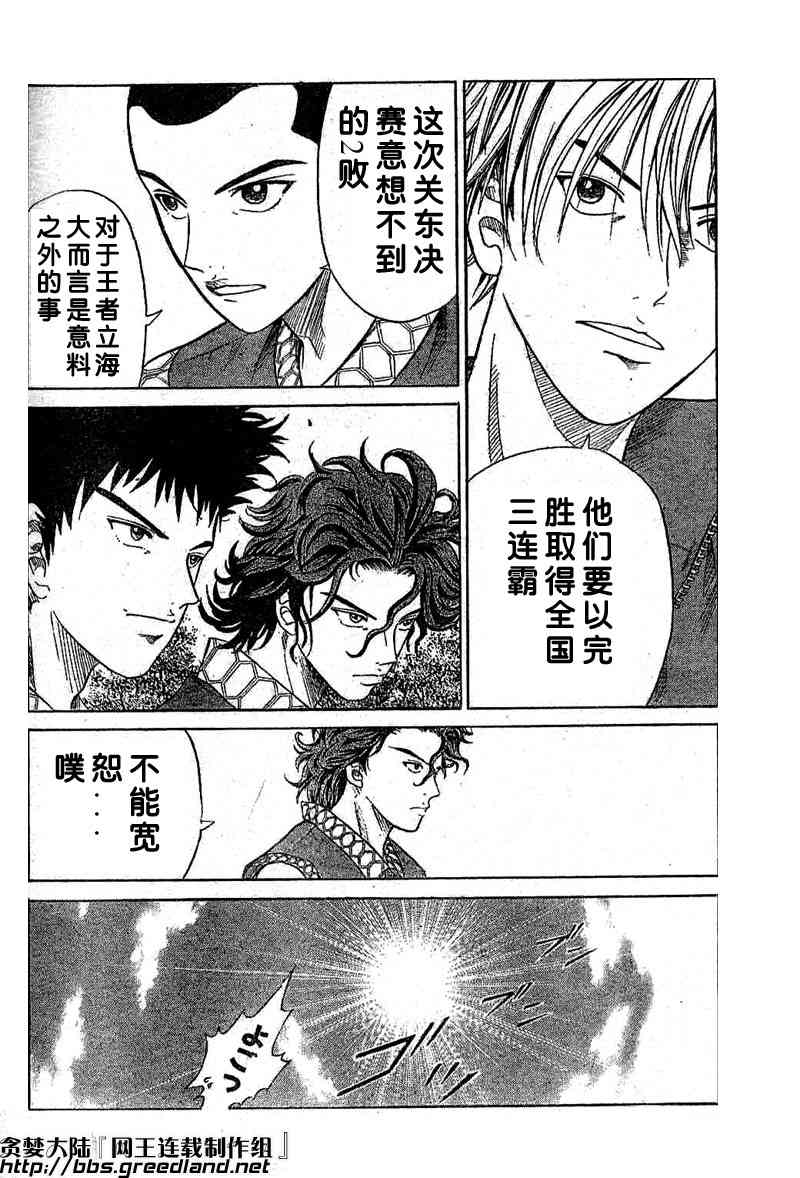 这次关东决
赛意想不到
的2败
对于王者立海
大而言是意料
之外的事
他们要以完
胜取得全国
三连霸
不能宽
恕...
噗
ゴゴゴ
贪婪大陆『网王连载制作组』
http://bbs.greedland.net